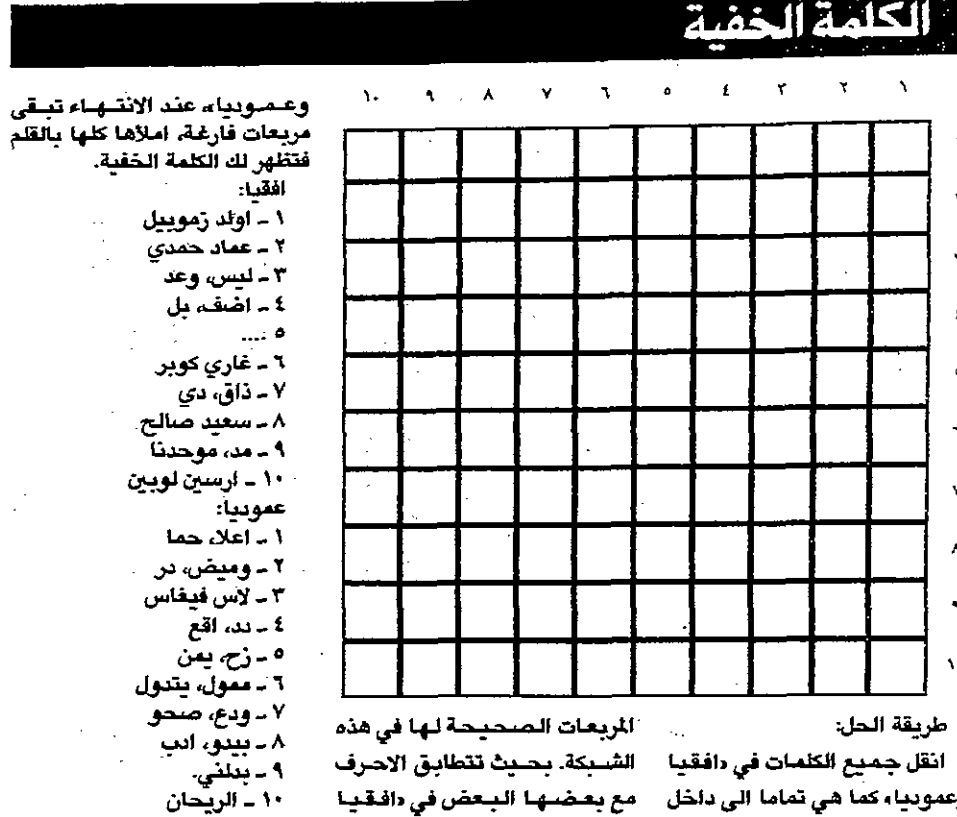 الكلمة الخفية
طريقة الحل:
انقل جميع الكلمات في «افقيا
وعموديا» كما هي تماما الى داخل
المربعات الصحيحة لها في هذه
الشبكة. بحيث تتطابق الاحرف
مع بعضها البعض في «افقيا
وعموديا» عند الانتهاء تبقى
مربعات فارغة، املأها كلها بالقلم
فتظهر لك الكلمة الخفية.
افقيا:
١ ـ اولد زموبيل
٢ ـ عماد حمدي
٣ ـ ليس، وعد
٤ ـ اضف، بل
٥ ....
٦ ـ غاري كوبر
٧ ـ ذاق، دي
٨ ـ سعيد صالح
٩ ـ مد، موحدنا
١٠ ـ ارسين لوبين
عموديا:
١ ـ اعلا، حما
٢ ـ وميض، در
٣ ـ لاس فيغاس
٤ ـ دد، اقع
٥ ـ زح، يمن
٦ ـ ممول، يتدول
٧ ـ ودع، صحو
٨ ـ بيدو، ادب
٩ ـ بدلني.
١٠ ـ الريحان
١ ٢ ٣ ٤ ٥ ٦ ٧ ٨ ٩ ١٠